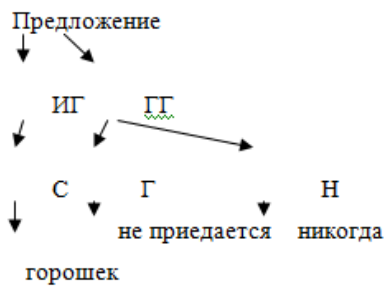 Предложение
ИГ ГГ
С Г Н
не приедается никогда
горошек